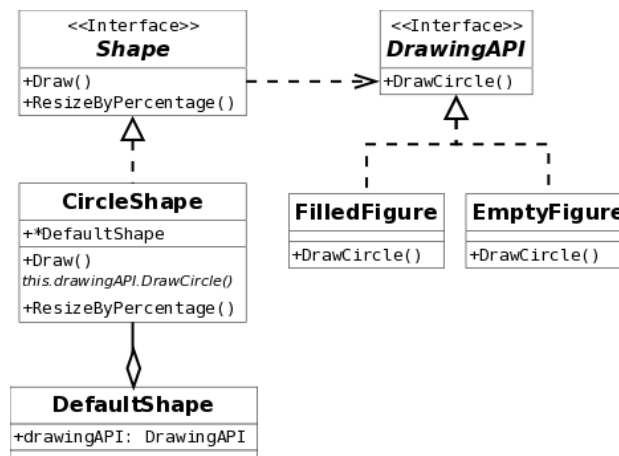 <<Interface>>
Shape
+Draw()
+ResizeByPercentage()
<<Interface>>
DrawingAPI
+DrawCircle()
CircleShape
+*DefaultShape
+Draw()
this.drawingAPI.DrawCircle()
+ResizeByPercentage()
FilledFigure
+DrawCircle()
EmptyFigure
+DrawCircle()
DefaultShape
+drawingAPI: DrawingAPI